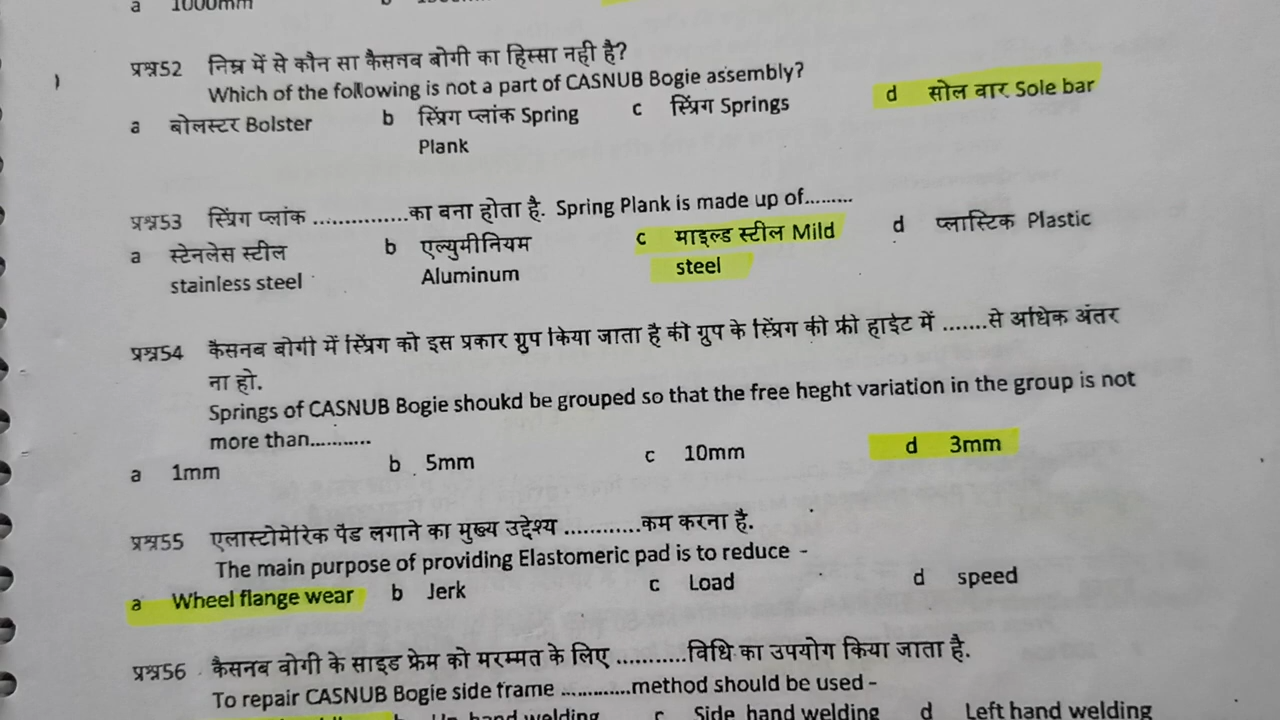 a 1000mm
प्रश्न52 निम्न में से कौन सा कैसनब बोगी का हिस्सा नही है?
Which of the following is not a part of CASNUB Bogie assembly?
a बोलस्टर Bolster b स्प्रिंग प्लांक Spring Plank c स्प्रिंग Springs d सोल वार Sole bar
प्रश्न53 स्प्रिंग प्लांक ...............का बना होता है. Spring Plank is made up of.........
a स्टेनलेस स्टील stainless steel b एल्युमीनियम Aluminum c माइल्ड स्टील Mild steel d प्लास्टिक Plastic
प्रश्न54 कैसनब बोगी में स्प्रिंग को इस प्रकार ग्रुप किया जाता है की ग्रुप के स्प्रिंग की फ्री हाईट में .......से अधिक अंतर
ना हो.
Springs of CASNUB Bogie shoukd be grouped so that the free heght variation in the group is not
more than...........
a 1mm b 5mm c 10mm d 3mm
प्रश्न55 एलास्टोमेरिक पैड लगाने का मुख्य उद्देश्य ............कम करना है.
The main purpose of providing Elastomeric pad is to reduce -
a Wheel flange wear b Jerk c Load d speed
प्रश्न56 कैसनब वोगी के साइड फ्रेम को मरम्मत के लिए ...........विधि का उपयोग किया जाता है.
To repair CASNUB Bogie side frame .............method should be used -
hand welding c Side hand welding d Left hand welding